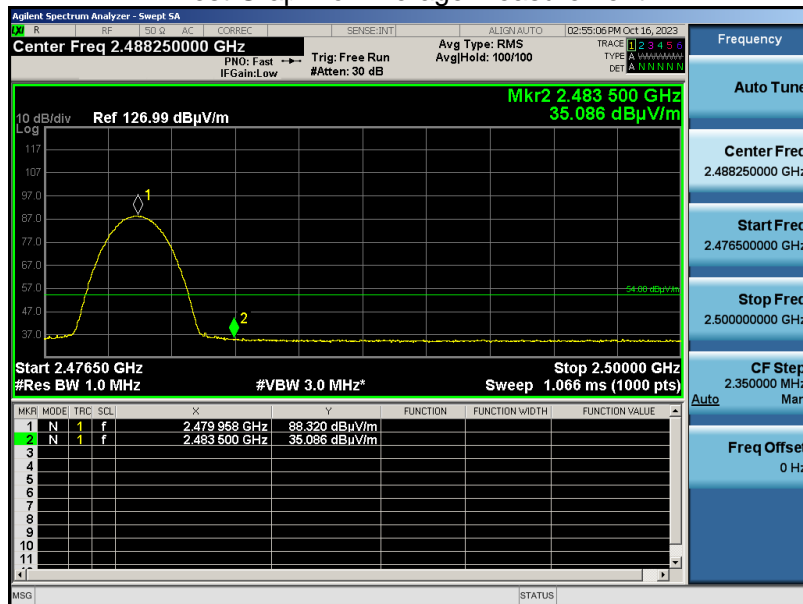 Agilent Spectrum Analyzer - Swept SA
LXI R RF 50 Ω AC CORREC SENSE:INT ALIGN AUTO 02:55:06 PM Oct 16, 2023
Center Freq 2.488250000 GHz
PNO: Fast
IFGain:Low
Trig: Free Run
#Atten: 30 dB
Avg Type: RMS
Avg|Hold: 100/100
TRACE 1 2 3 4 5 6
TYPE A
DET A N N N N N
Mkr2 2.483 500 GHz
35.086 dBµV/m
10 dB/div Ref 126.99 dBµV/m
Log
117
107
97.0
87.0
77.0
67.0
57.0
47.0
37.0
1
2
54.00 dBµV/m
Start 2.47650 GHz Stop 2.50000 GHz
#Res BW 1.0 MHz #VBW 3.0 MHz* Sweep 1.066 ms (1000 pts)
MKR MODE TRC SCL X Y FUNCTION FUNCTION WIDTH FUNCTION VALUE
1 N 1 f 2.479 958 GHz 88.320 dBµV/m
2 N 1 f 2.483 500 GHz 35.086 dBµV/m
3
4
5
6
7
8
9
10
11
MSG STATUS
Frequency
Auto Tune
Center Freq
2.488250000 GHz
Start Freq
2.476500000 GHz
Stop Freq
2.500000000 GHz
CF Step
2.350000 MHz
Auto Man
Freq Offset
0 Hz